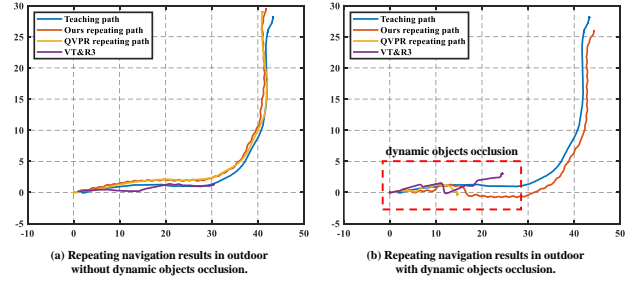 30
25
20
15
10
5
0
-5
-10
0
10
20
30
40
50
Teaching path
Ours repeating path
QVPR repeating path
VT&R3
(a) Repeating navigation results in outdoor
without dynamic objects occlusion.
30
25
20
15
10
5
0
-5
-10
0
10
20
30
40
50
Teaching path
Ours repeating path
QVPR repeating path
VT&R3
dynamic objects occlusion
(b) Repeating navigation results in outdoor
with dynamic objects occlusion.